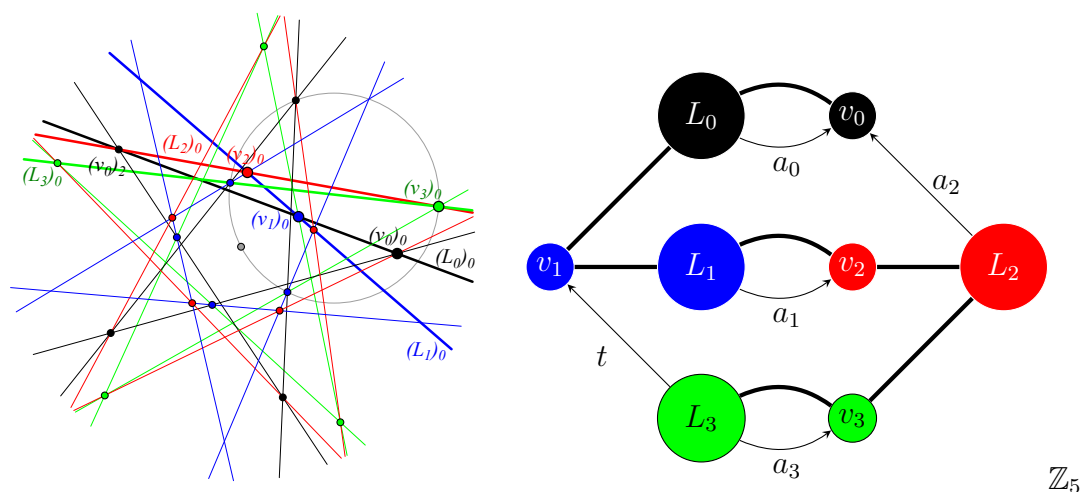 (L₂)₀
(v₂)₀
(v₀)₂
(L₃)₀
(v₃)₀
(v₁)₀
(v₀)₀
(L₀)₀
(L₁)₀
L₀
v₀
a₀
a₂
v₁
L₁
v₂
L₂
a₁
t
L₃
v₃
a₃
ℤ₅